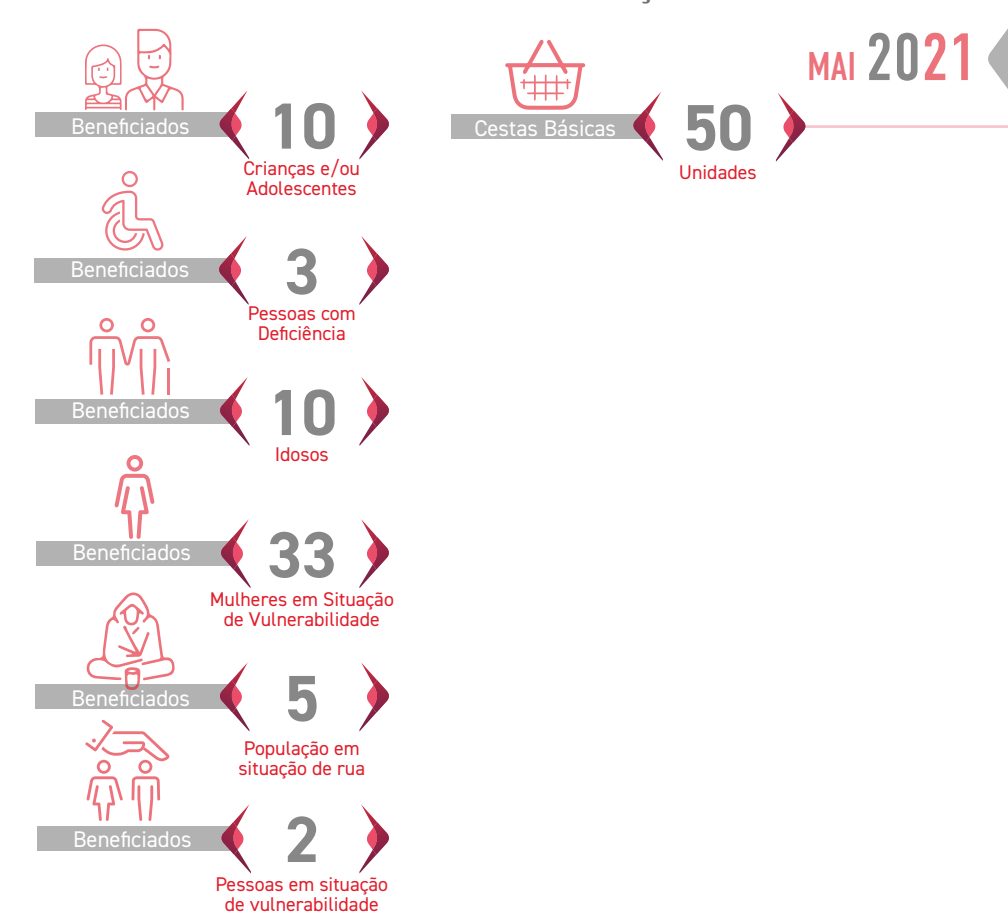 MAI 2021
Beneficiados
10
Crianças e/ou
Adolescentes
Cestas Básicas
50
Unidades
Beneficiados
3
Pessoas com
Deficiência
Beneficiados
10
Idosos
Beneficiados
33
Mulheres em Situação
de Vulnerabilidade
Beneficiados
5
População em
situação de rua
Beneficiados
2
Pessoas em situação
de vulnerabilidade